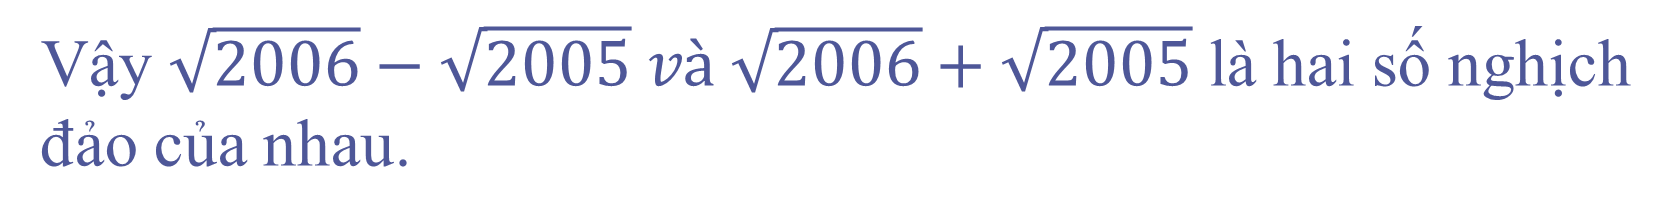 Vậy √2006 − √2005 và √2006 + √2005 là hai số nghịch
đảo của nhau.